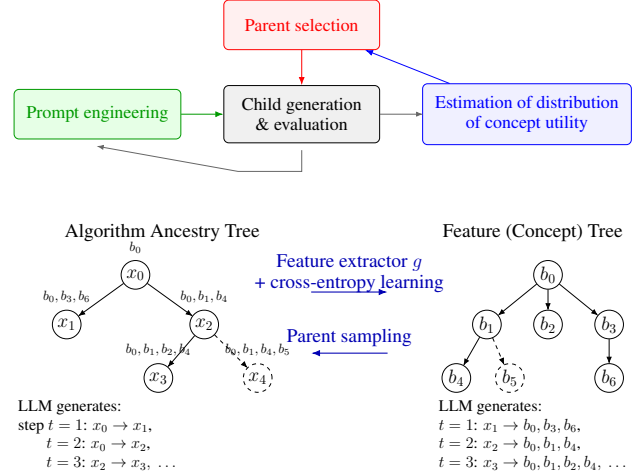 Parent selection
Prompt engineering
Child generation
& evaluation
Estimation of distribution
of concept utility
Algorithm Ancestry Tree
Feature (Concept) Tree
b₀
x₀
b₀, b₃, b₆
b₀, b₁, b₄
x₁
x₂
b₀, b₁, b₂, b₄
b₀, b₁, b₄, b₅
x₃
x₄
Feature extractor g
+ cross-entropy learning
Parent sampling
b₀
b₁
b₂
b₃
b₄
b₅
b₆
LLM generates:
step t = 1: x₀ → x₁,
t = 2: x₀ → x₂,
t = 3: x₂ → x₃, …
LLM generates:
t = 1: x₁ → b₀, b₃, b₆,
t = 2: x₂ → b₀, b₁, b₄,
t = 3: x₃ → b₀, b₁, b₂, b₄, …